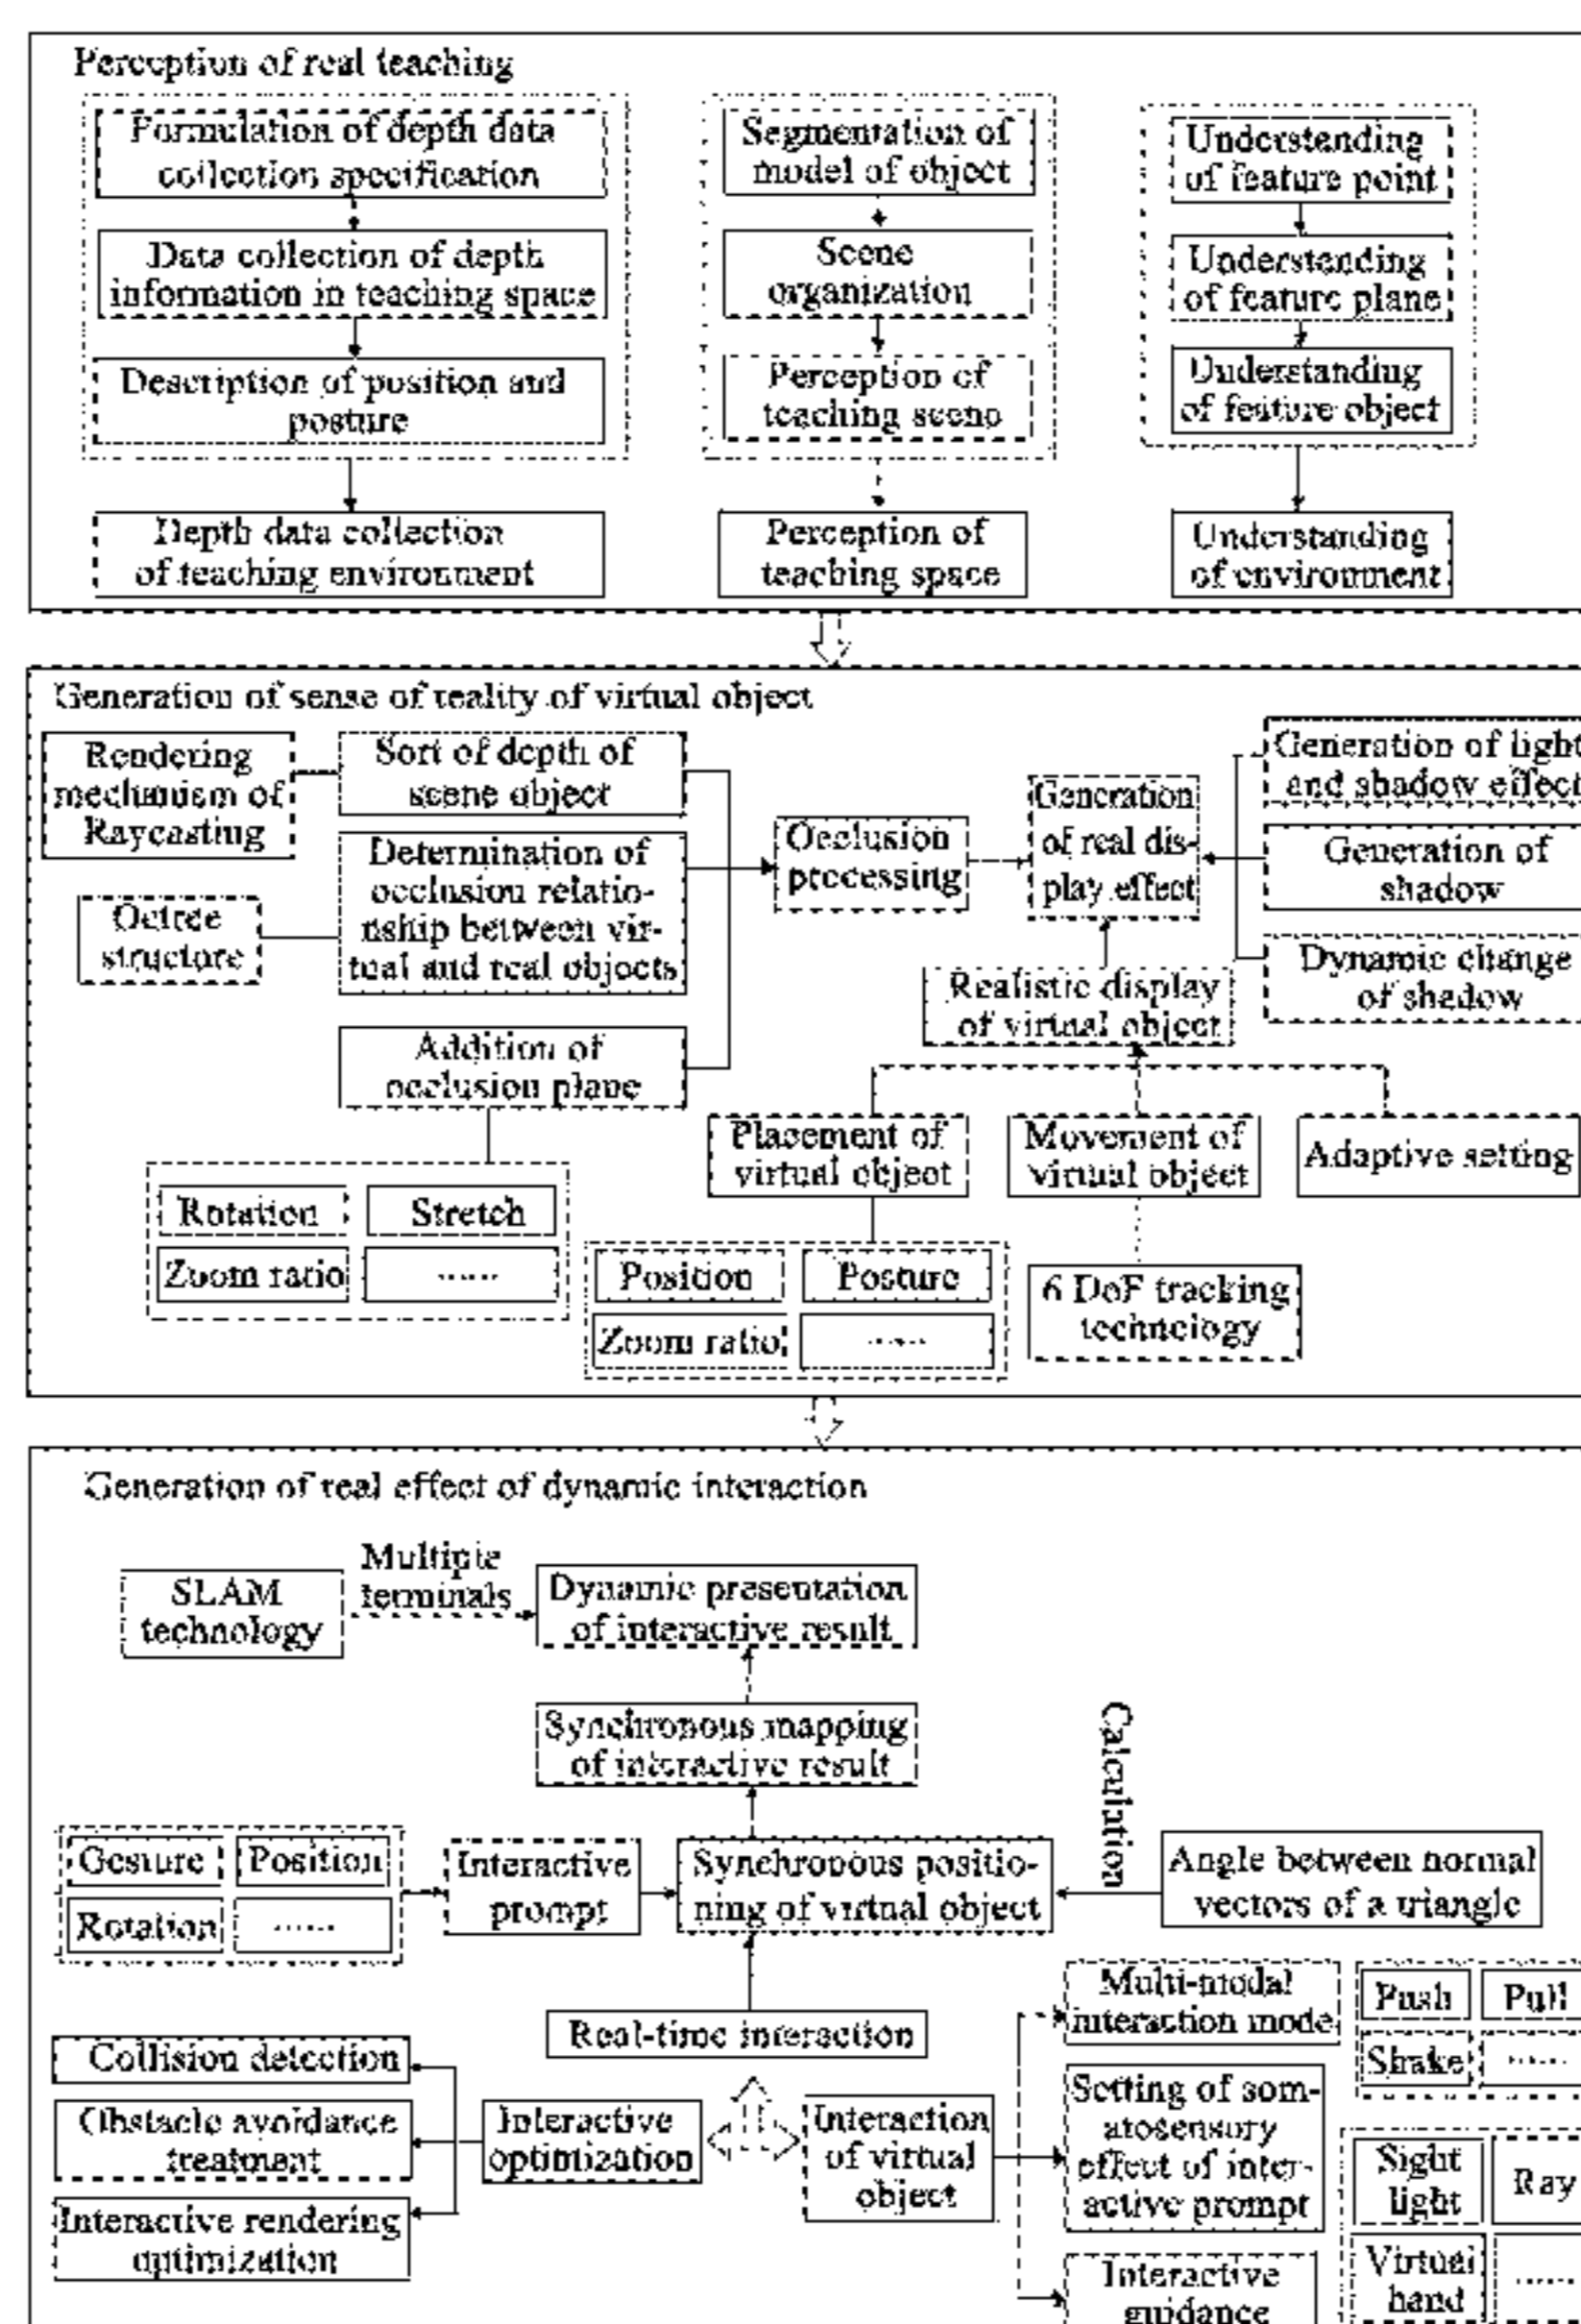 Perception of real teaching
Formulation of depth data
collection specification
Data collection of depth
information in teaching space
Description of position and
posture
Depth data collection
of teaching environment
Segmentation of
model of object
Scene
organization
Perception of
teaching scene
Perception of
teaching space
Understanding
of feature point
Understanding
of feature plane
Understanding
of feature object
Understanding
of environment
Generation of sense of reality of virtual object
Rendering
mechanism of
Raycasting
Octree
structure
Sort of depth of
scene object
Determination of
occlusion relatio-
nship between vir-
tual and real objects
Addition of
occlusion plane
Rotation
Stretch
Zoom ratio
......
Occlusion
processing
Generation
of real dis-
play effect
Generation of light
and shadow effect
Generation of
shadow
Dynamic change
of shadow
Realistic display
of virtual object
Placement of
virtual object
Movement of
virtual object
Adaptive setting
Position
Posture
Zoom ratio
......
6 DoF tracking
technology
Generation of real effect of dynamic interaction
SLAM
technology
Multiple
terminals
Dynamic presentation
of interactive result
Synchronous mapping
of interactive result
Calculation
Gesture
Position
Rotation
......
Interactive
prompt
Synchronous positio-
ning of virtual object
Angle between normal
vectors of a triangle
Real-time interaction
Collision detection
Obstacle avoidance
treatment
Interactive rendering
optimization
Interactive
optimization
Interaction
of virtual
object
Multi-modal
interaction mode
Push
Pull
Shake
......
Setting of som-
atosensory
effect of inter-
active prompt
Sight
light
Ray
Virtual
hand
......
Interactive
guidance